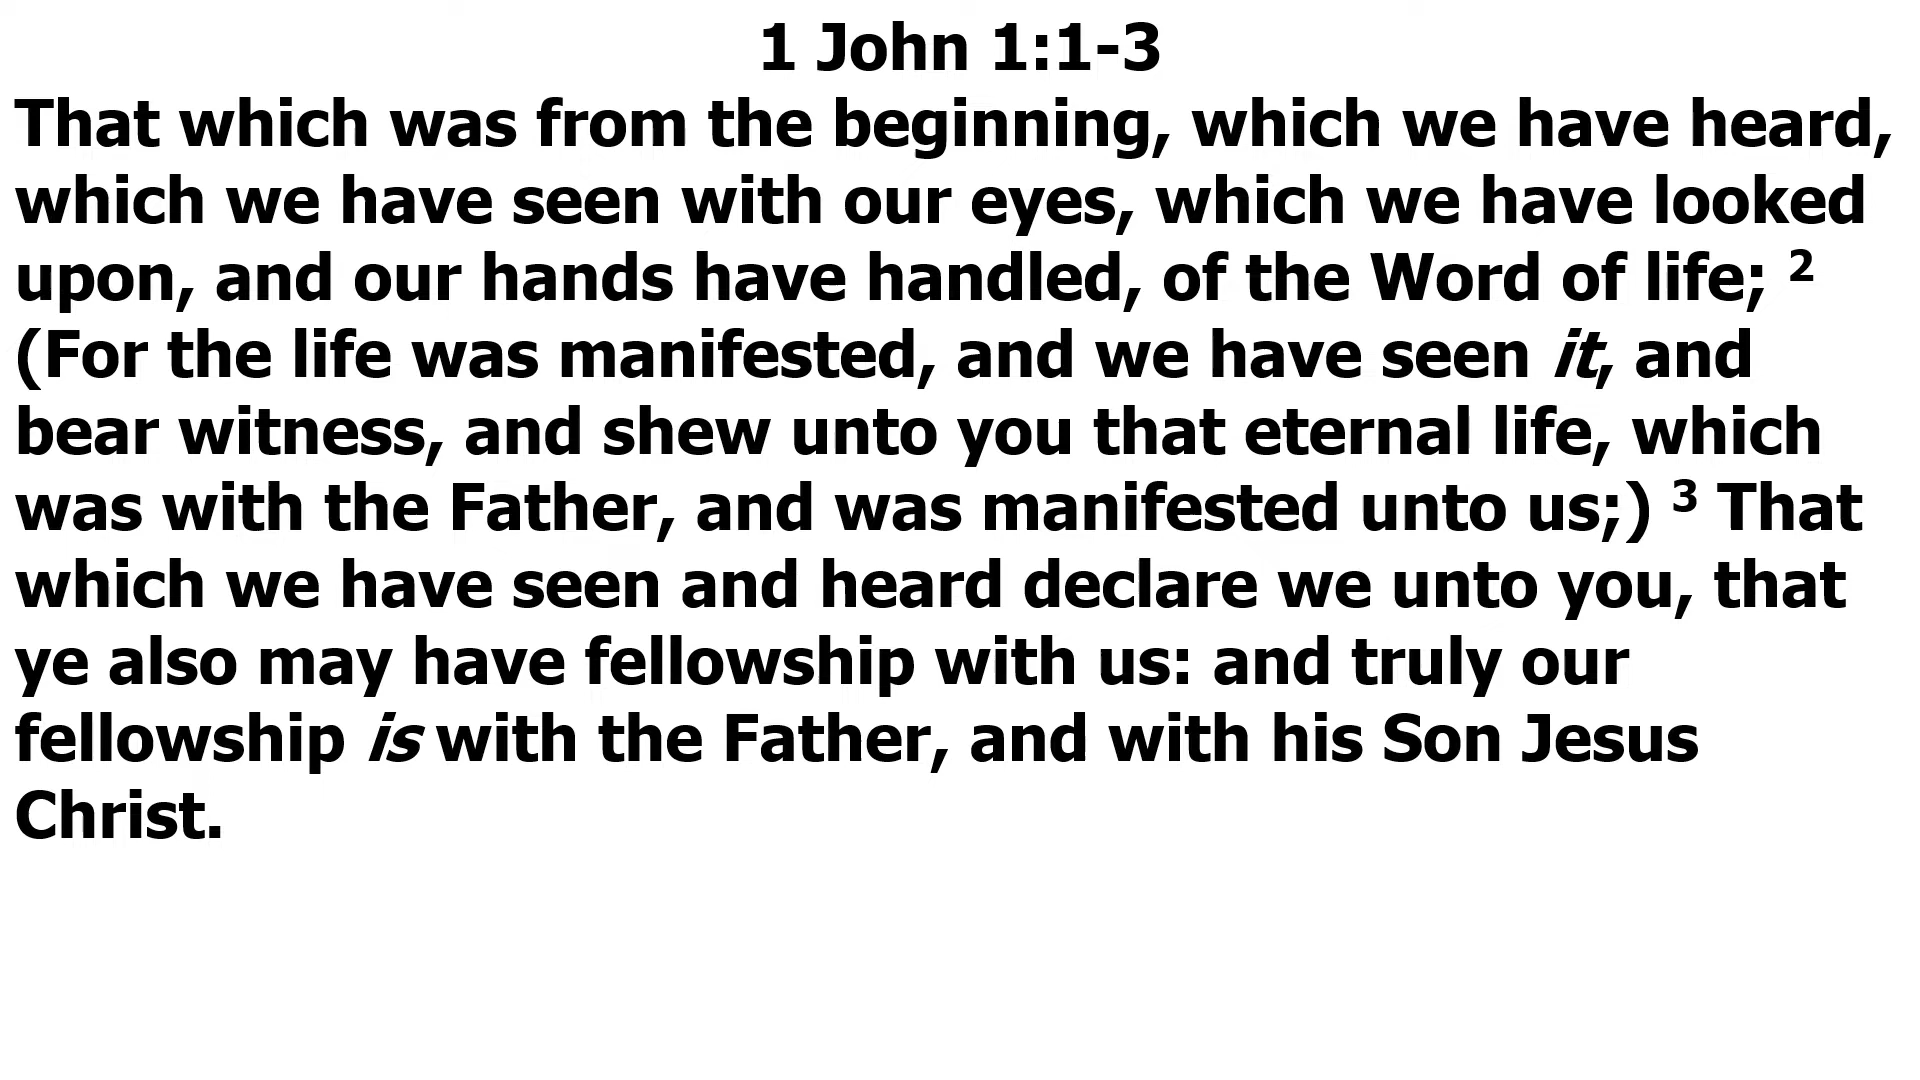 1 John 1:1-3
That which was from the beginning, which we have heard,
which we have seen with our eyes, which we have looked
upon, and our hands have handled, of the Word of life; ²
(For the life was manifested, and we have seen it, and
bear witness, and shew unto you that eternal life, which
was with the Father, and was manifested unto us;) ³ That
which we have seen and heard declare we unto you, that
ye also may have fellowship with us: and truly our
fellowship is with the Father, and with his Son Jesus
Christ.